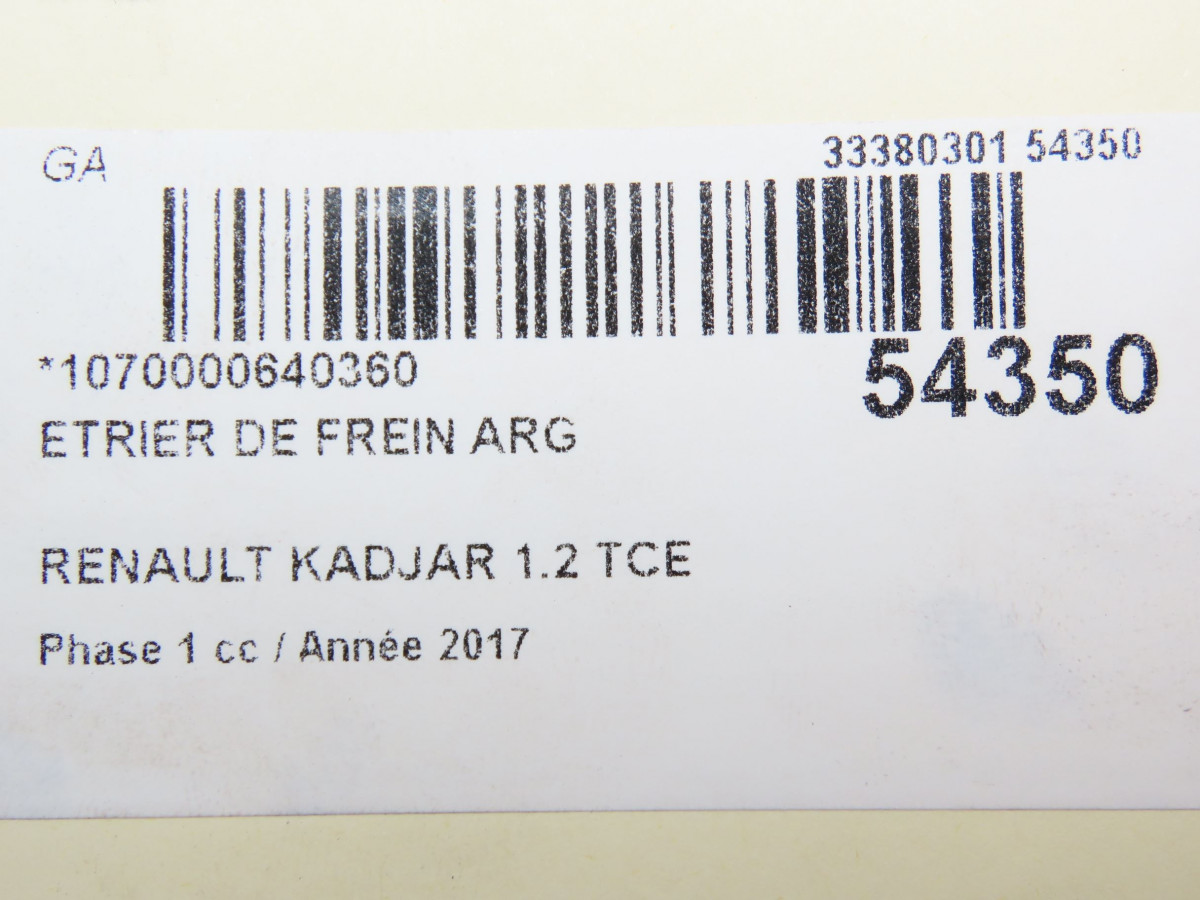 GA
33380301 54350
*1070000640360
54350
ETRIER DE FREIN ARG
RENAULT KADJAR 1.2 TCE
Phase 1 cc / Année 2017